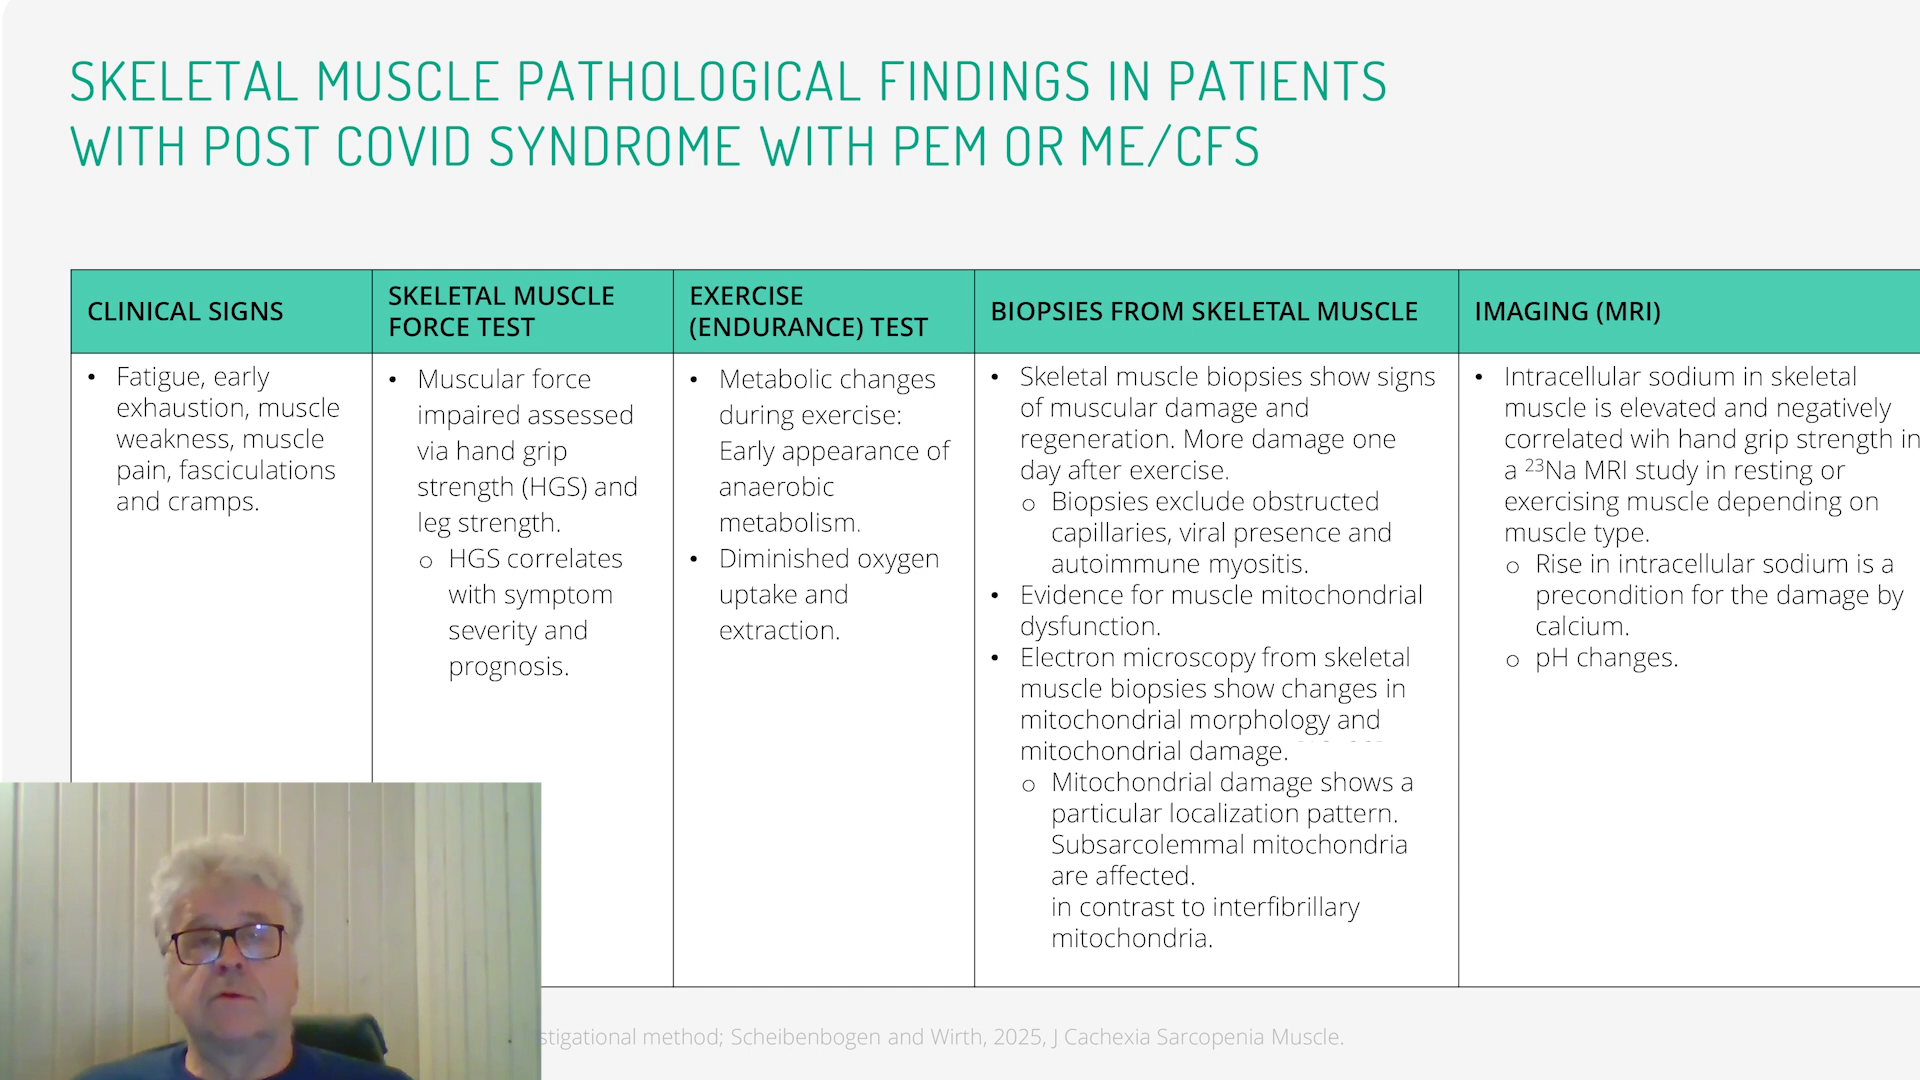 SKELETAL MUSCLE PATHOLOGICAL FINDINGS IN PATIENTS
WITH POST COVID SYNDROME WITH PEM OR ME/CFS
CLINICAL SIGNS
• Fatigue, early
exhaustion, muscle
weakness, muscle
pain, fasciculations
and cramps.
SKELETAL MUSCLE
FORCE TEST
• Muscular force
impaired assessed
via hand grip
strength (HGS) and
leg strength.
o HGS correlates
with symptom
severity and
prognosis.
EXERCISE
(ENDURANCE) TEST
• Metabolic changes
during exercise:
Early appearance of
anaerobic
metabolism.
• Diminished oxygen
uptake and
extraction.
BIOPSIES FROM SKELETAL MUSCLE
• Skeletal muscle biopsies show signs
of muscular damage and
regeneration. More damage one
day after exercise.
o Biopsies exclude obstructed
capillaries, viral presence and
autoimmune myositis.
• Evidence for muscle mitochondrial
dysfunction.
• Electron microscopy from skeletal
muscle biopsies show changes in
mitochondrial morphology and
mitochondrial damage.
o Mitochondrial damage shows a
particular localization pattern.
Subsarcolemmal mitochondria
are affected.
in contrast to interfibrillary
mitochondria.
IMAGING (MRI)
• Intracellular sodium in skeletal
muscle is elevated and negatively
correlated wih hand grip strength in
a ²³Na MRI study in resting or
exercising muscle depending on
muscle type.
o Rise in intracellular sodium is a
precondition for the damage by
calcium.
o pH changes.
stigational method; Scheibenbogen and Wirth, 2025, J Cachexia Sarcopenia Muscle.